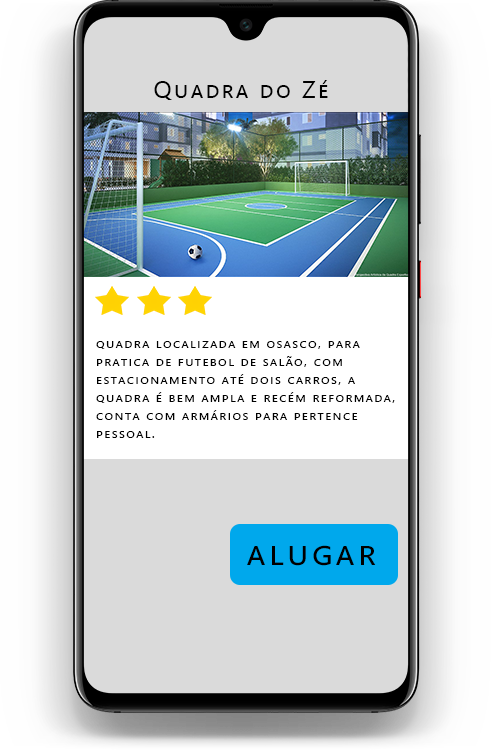 Quadra do Zé
QUADRA LOCALIZADA EM OSASCO, PARA
PRATICA DE FUTEBOL DE SALÃO, COM
ESTACIONAMENTO ATÉ DOIS CARROS, A
QUADRA É BEM AMPLA E RECÉM REFORMADA,
CONTA COM ARMÁRIOS PARA PERTENCE
PESSOAL.
ALUGAR